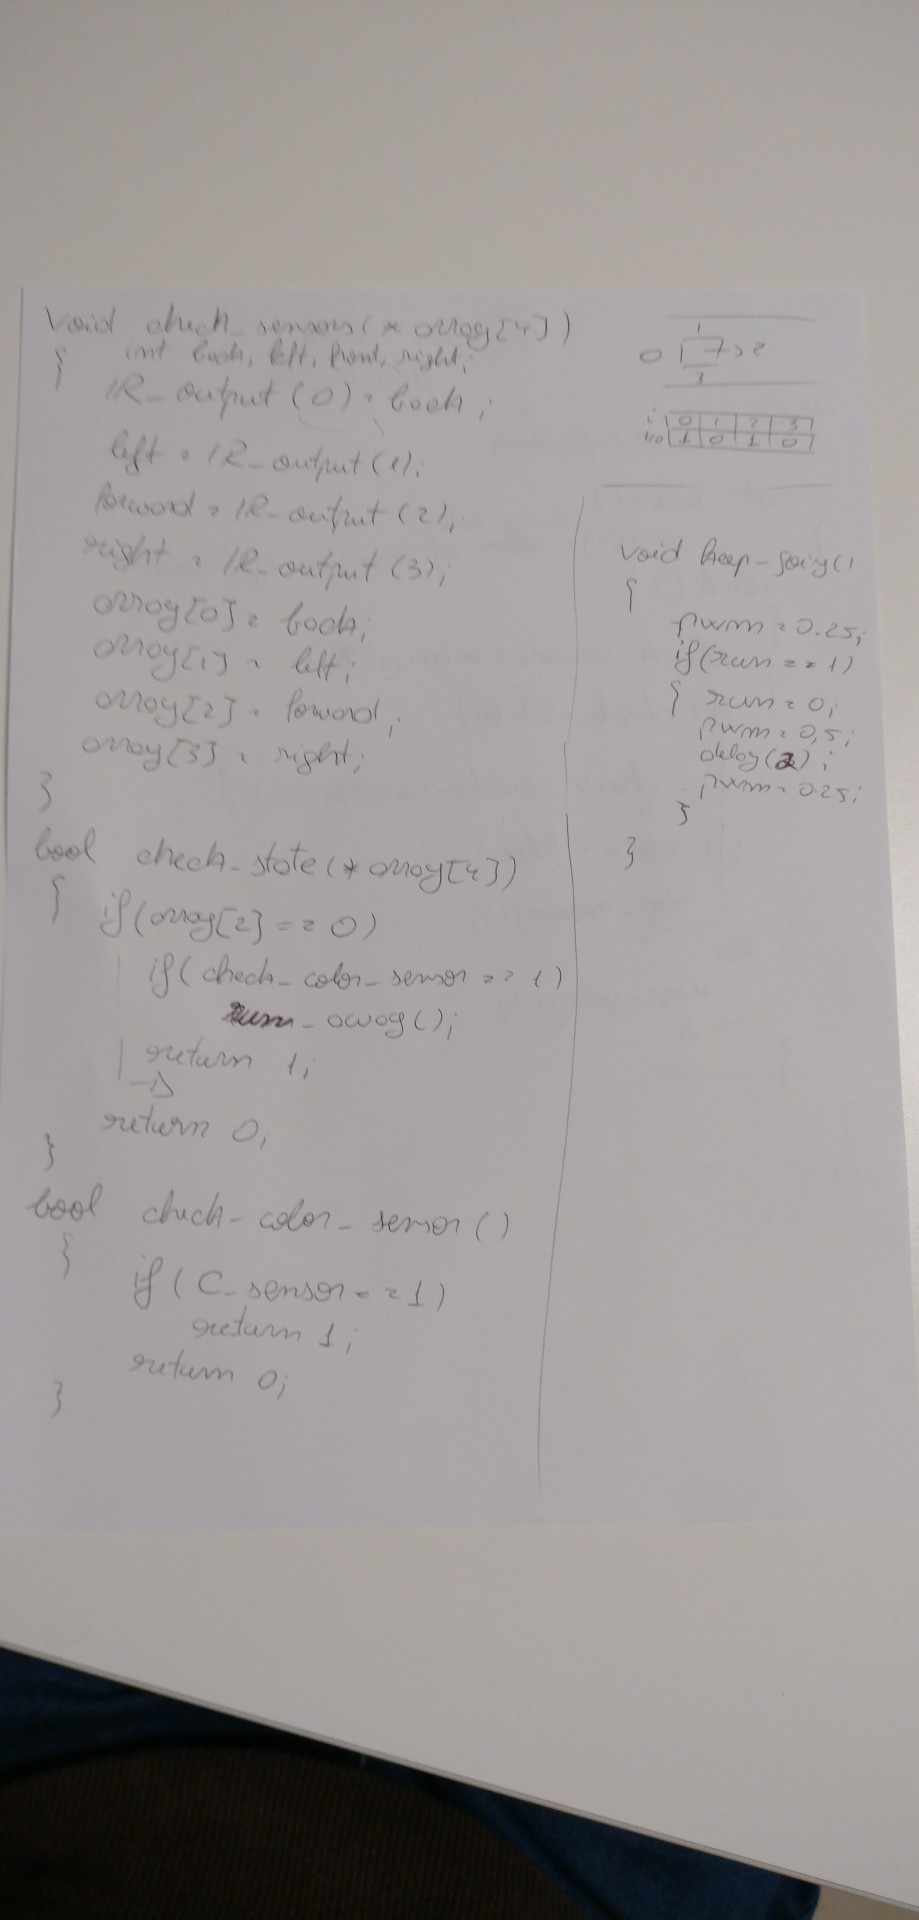 void check_sensors(*array[4])
{ int back, left, front, right;
IR_output(0) = back;
left = IR_output(1);
forward = IR_output(2);
right = IR_output(3);
array[0] = back;
array[1] = left;
array[2] = forward;
array[3] = right;
}
bool check_state(*array[4])
{ if(array[2] == 0)
if(check_color_sensor == 1)
run_away();
return 1;
return 0;
}
bool check_color_sensor()
{
if(C_sensor == 1)
return 1;
return 0;
}
1
0 2
3
i 0 1 2 3
1/0 1 0 1 0
void keep_going()
{
pwm = 0.25;
if(run == 1)
{ run = 0;
pwm = 0,5;
delay(2);
pwm = 0.25;
}
}